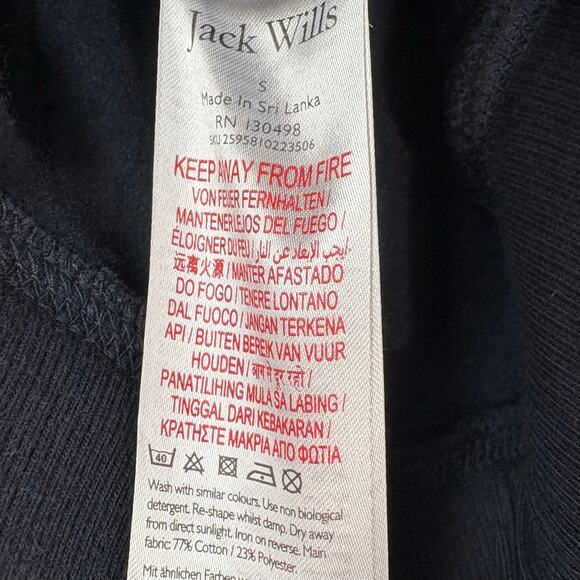 Jack Wills
S
Made In Sri Lanka
RN 130498
SKU 2595810223506
KEEP AWAY FROM FIRE
VON FEUER FERNHALTEN /
MANTENER LEJOS DEL FUEGO /
ÉLOIGNER DU FEU / يجب الابعاد عن النار /
远离火源 / MANTER AFASTADO
DO FOGO / TENERE LONTANO
DAL FUOCO / JANGAN TERKENA
API / BUITEN BEREIK VAN VUUR
HOUDEN / आग से दूर रहो /
PANATILIHING MULA SA LABING /
TINGGAL DARI KEBAKARAN /
ΚΡΑΤΗΣΤΕ ΜΑΚΡΙΑ ΑΠΟ ΦΩΤΙΑ
40
Wash with similar colours. Use non biological
detergent. Re-shape whilst damp. Dry away
from direct sunlight. Iron on reverse. Main
fabric: 77% Cotton / 23% Polyester.
Mit ähnlichen Farben